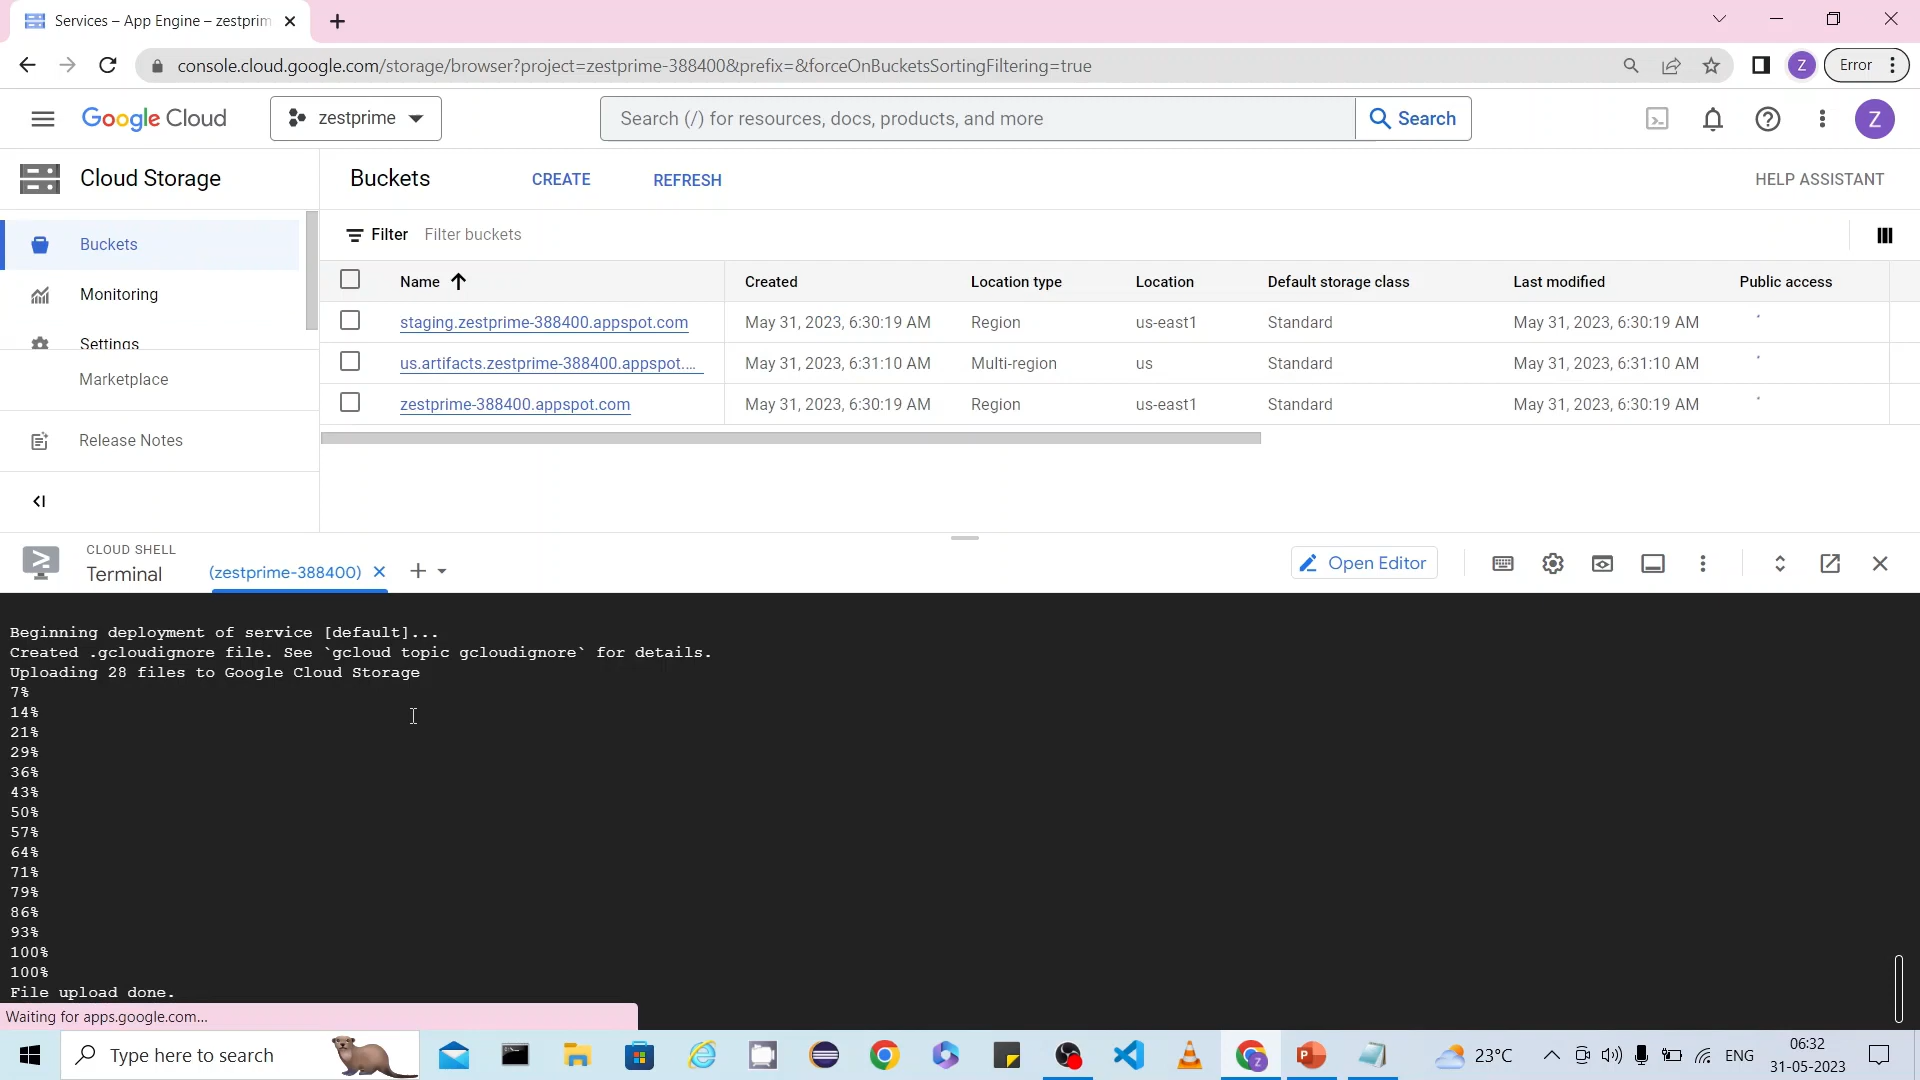 Services – App Engine – zestprim
console.cloud.google.com/storage/browser?project=zestprime-388400&prefix=&forceOnBucketsSortingFiltering=true
Z
Error
Google Cloud
zestprime
Search (/) for resources, docs, products, and more
Search
Z
Cloud Storage
Buckets
CREATE
REFRESH
HELP ASSISTANT
Buckets
Monitoring
Settings
Marketplace
Release Notes
Filter
Filter buckets
Name Created Location type Location Default storage class Last modified Public access
staging.zestprime-388400.appspot.com May 31, 2023, 6:30:19 AM Region us-east1 Standard May 31, 2023, 6:30:19 AM
us.artifacts.zestprime-388400.appspot.... May 31, 2023, 6:31:10 AM Multi-region us Standard May 31, 2023, 6:31:10 AM
zestprime-388400.appspot.com May 31, 2023, 6:30:19 AM Region us-east1 Standard May 31, 2023, 6:30:19 AM
CLOUD SHELL
Terminal
(zestprime-388400)
Open Editor
Beginning deployment of service [default]...
Created .gcloudignore file. See `gcloud topic gcloudignore` for details.
Uploading 28 files to Google Cloud Storage
7%
14%
21%
29%
36%
43%
50%
57%
64%
71%
79%
86%
93%
100%
100%
File upload done.
Waiting for apps.google.com...
Type here to search
23°C
ENG
06:32
31-05-2023